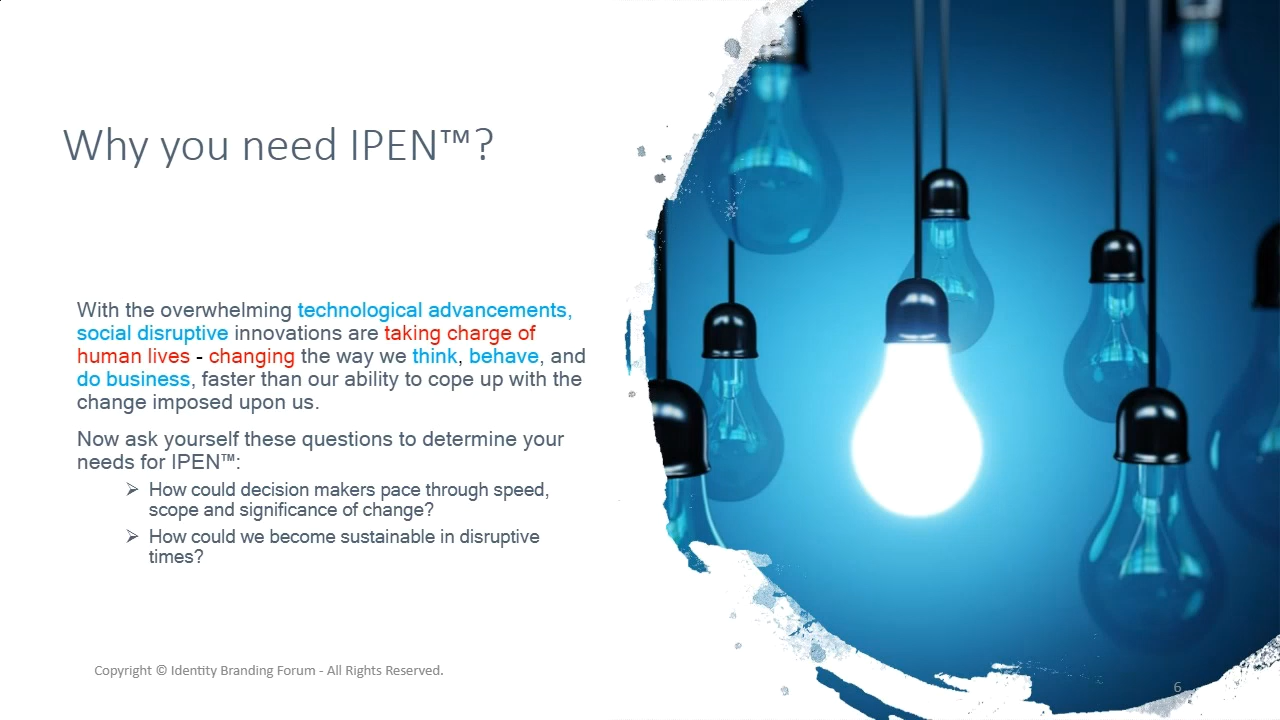 Why you need IPEN™?
With the overwhelming technological advancements,
social disruptive innovations are taking charge of
human lives - changing the way we think, behave, and
do business, faster than our ability to cope up with the
change imposed upon us.
Now ask yourself these questions to determine your
needs for IPEN™:
➢ How could decision makers pace through speed,
scope and significance of change?
➢ How could we become sustainable in disruptive
times?
Copyright © Identity Branding Forum - All Rights Reserved.
6